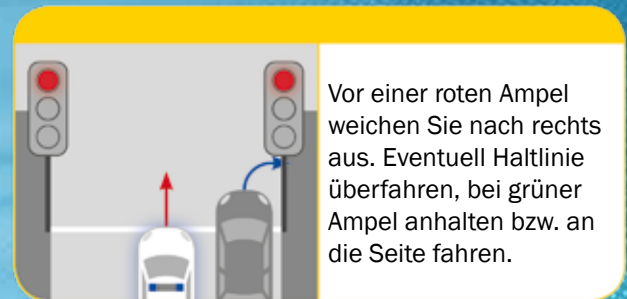 Vor einer roten Ampel
weichen Sie nach rechts
aus. Eventuell Haltlinie
überfahren, bei grüner
Ampel anhalten bzw. an
die Seite fahren.